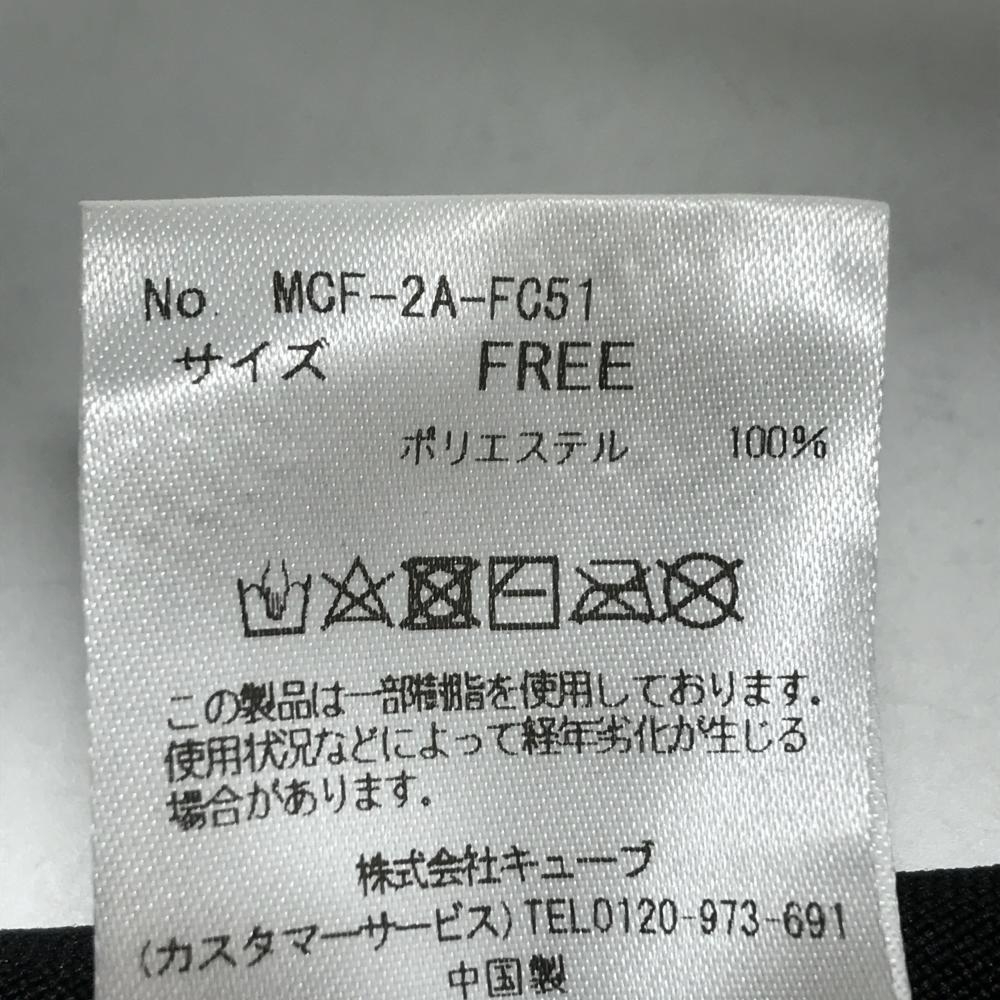 No. MCF-2A-FC51
サイズ FREE
ポリエステル 100%
この製品は一部樹脂を使用しております。
使用状況などによって経年劣化が生じる
場合があります。
株式会社キューブ
(カスタマーサービス)TEL0120-973-691
中国製